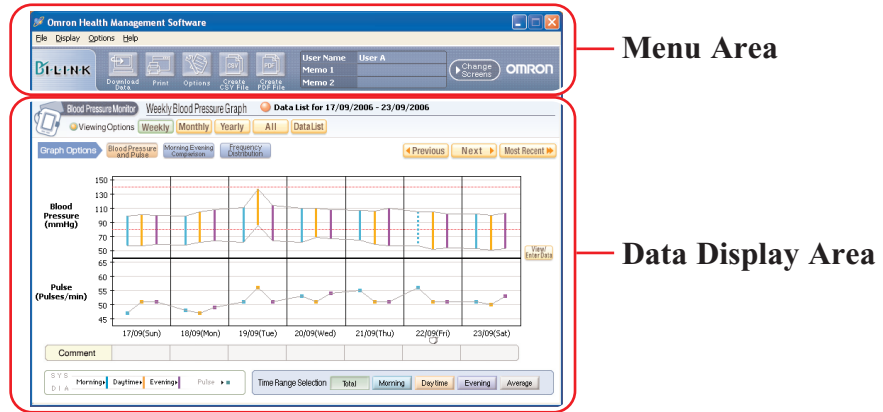 Omron Health Management Software
File Display Options Help
Bi-LINK
Download Data
Print
Options
CSV
Create CSV File
PDF
Create PDF File
User Name User A
Memo 1
Memo 2
Change Screens
OMRON
Menu Area
Blood Pressure Monitor Weekly Blood Pressure Graph Data List for 17/09/2006 - 23/09/2006
Viewing Options Weekly Monthly Yearly All Data List
Graph Options
Blood Pressure and Pulse
Morning Evening Comparison
Frequency Distribution
Previous Next Most Recent
Blood Pressure (mmHg)
150
130
110
90
70
50
View/ Enter Data
Data Display Area
Pulse (Pulses/min)
65
60
55
50
45
17/09(Sun) 18/09(Mon) 19/09(Tue) 20/09(Wed) 21/09(Thu) 22/09(Fri) 23/09(Sat)
Comment
SYS
DIA
Morning Daytime Evening Pulse
Time Range Selection Total Morning Daytime Evening Average